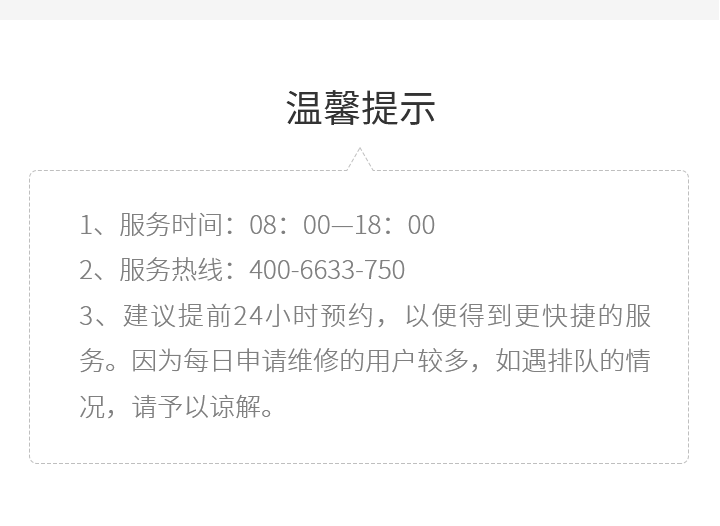 温馨提示
1、服务时间：08：00—18：00
2、服务热线：400-6633-750
3、建议提前24小时预约，以便得到更快捷的服
务。因为每日申请维修的用户较多，如遇排队的情
况，请予以谅解。